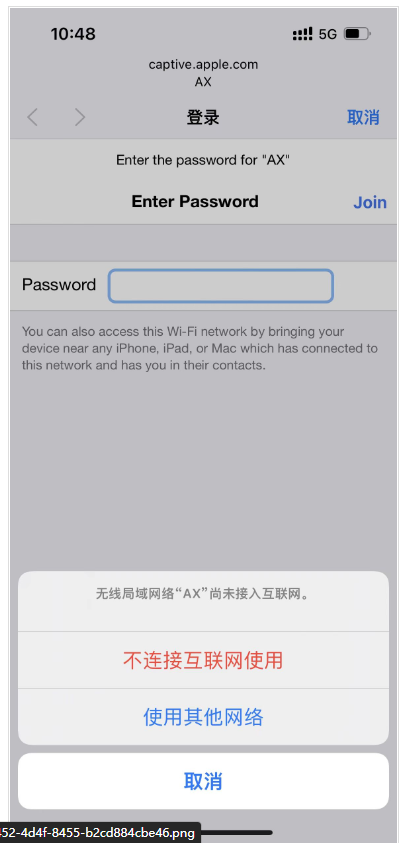 10:48
5G
captive.apple.com
AX
登录
取消
Enter the password for "AX"
Enter Password
Join
Password
You can also access this Wi-Fi network by bringing your
device near any iPhone, iPad, or Mac which has connected to
this network and has you in their contacts.
无线局域网络“AX”尚未接入互联网。
不连接互联网使用
使用其他网络
取消
452-4d4f-8455-b2cd884cbe46.png